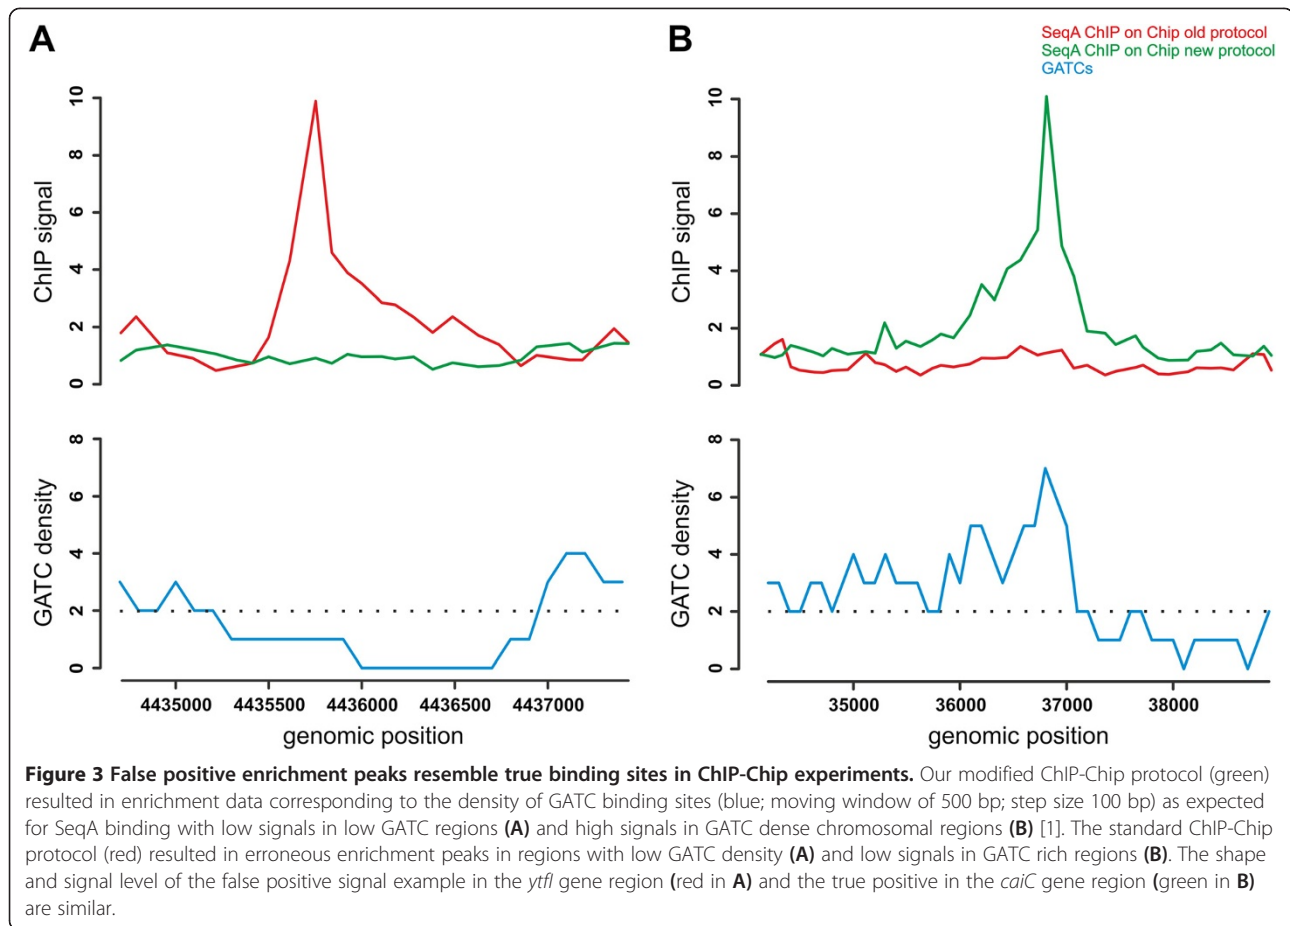 A
B
SeqA ChIP on Chip old protocol
SeqA ChIP on Chip new protocol
GATCs
ChIP signal
0 2 4 6 8 10
ChIP signal
0 2 4 6 8 10
GATC density
0 2 4 6 8
GATC density
0 2 4 6 8
4435000 4435500 4436000 4436500 4437000
genomic position
35000 36000 37000 38000
genomic position
Figure 3 False positive enrichment peaks resemble true binding sites in ChIP-Chip experiments. Our modified ChIP-Chip protocol (green)
resulted in enrichment data corresponding to the density of GATC binding sites (blue; moving window of 500 bp; step size 100 bp) as expected
for SeqA binding with low signals in low GATC regions (A) and high signals in GATC dense chromosomal regions (B) [1]. The standard ChIP-Chip
protocol (red) resulted in erroneous enrichment peaks in regions with low GATC density (A) and low signals in GATC rich regions (B). The shape
and signal level of the false positive signal example in the ytfI gene region (red in A) and the true positive in the caiC gene region (green in B)
are similar.